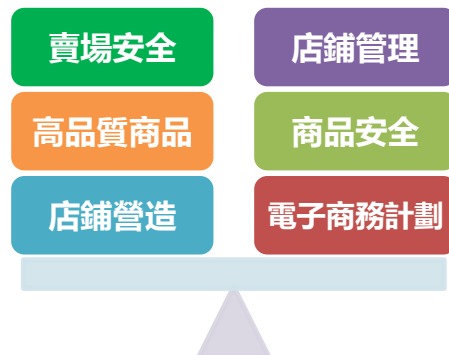 賣場安全
店鋪管理
高品質商品
商品安全
店鋪營造
電子商務計劃